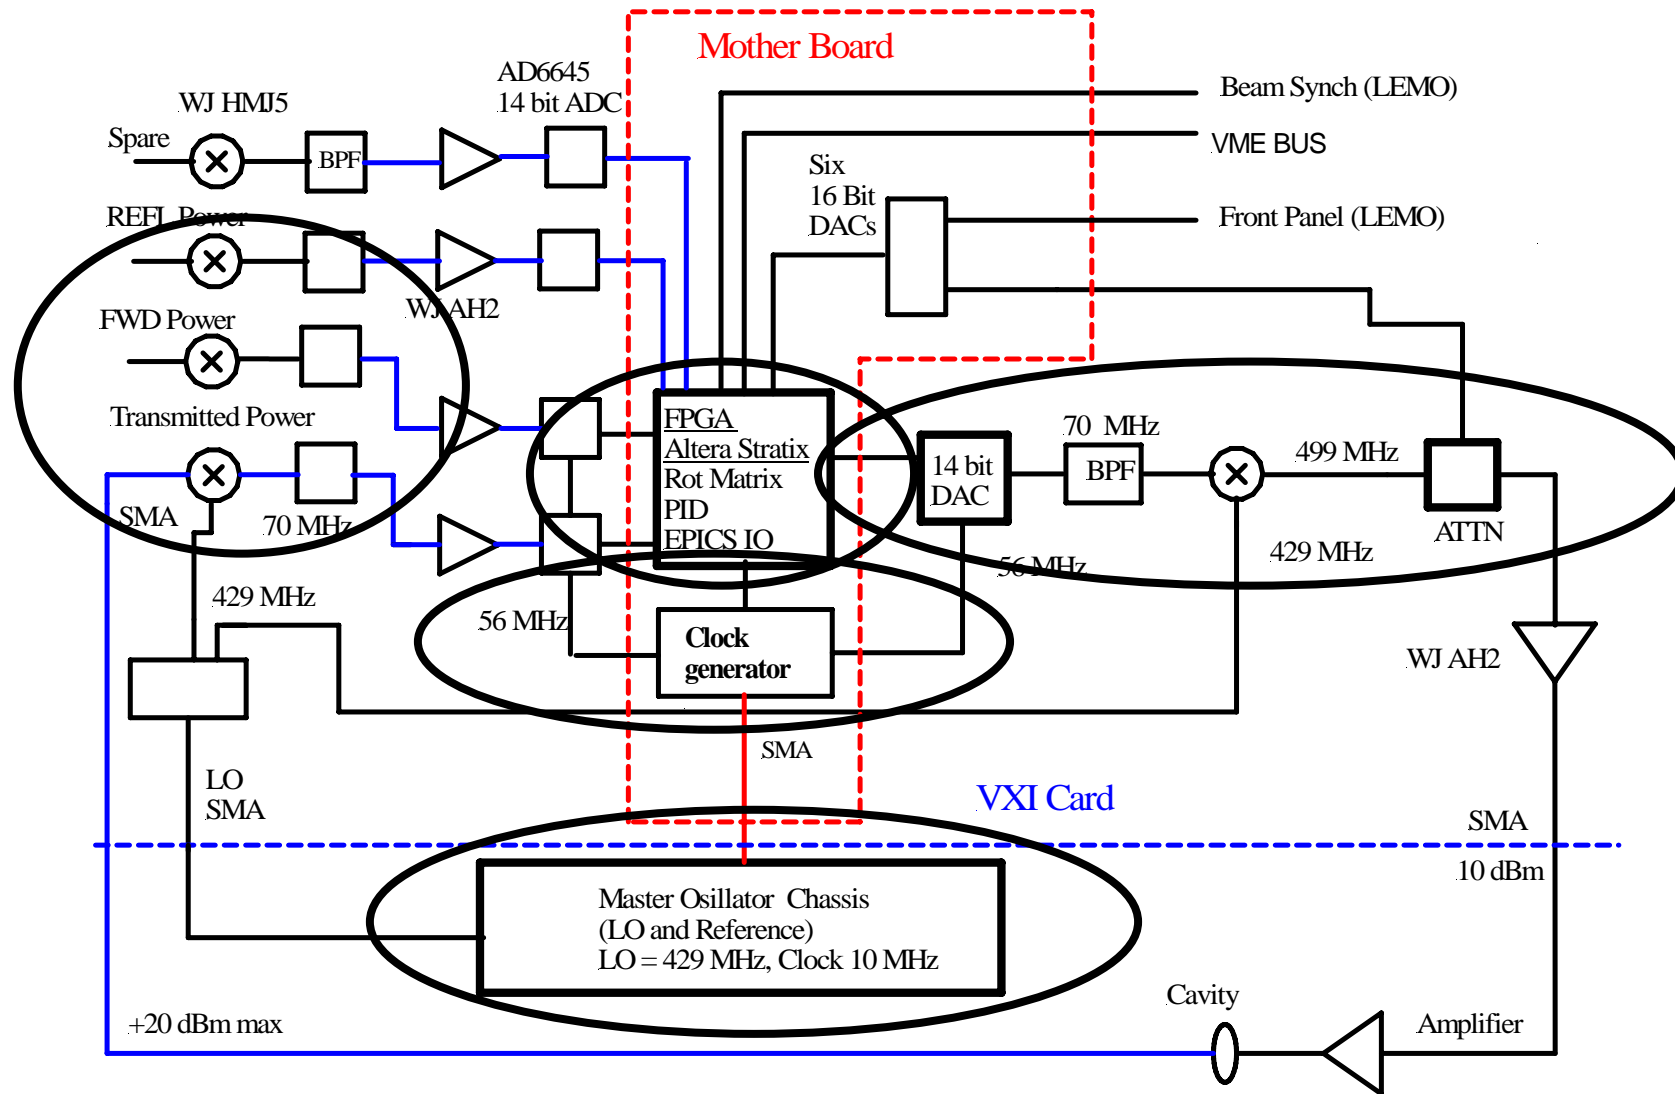 Mother Board
AD6645
14 bit ADC
WJ HMJ5
Spare
BPF
Beam Synch (LEMO)
VME BUS
Six
16 Bit
DACs
Front Panel (LEMO)
REFL Power
WJ AH2
FWD Power
Transmitted Power
SMA
70 MHz
FPGA
Altera Stratix
Rot Matrix
PID
EPICS IO
14 bit
DAC
70 MHz
BPF
499 MHz
ATTN
429 MHz
56 MHz
429 MHz
56 MHz
Clock
generator
WJ AH2
SMA
LO
SMA
VXI Card
SMA
10 dBm
Master Osillator Chassis
(LO and Reference)
LO = 429 MHz, Clock 10 MHz
Cavity
Amplifier
+20 dBm max